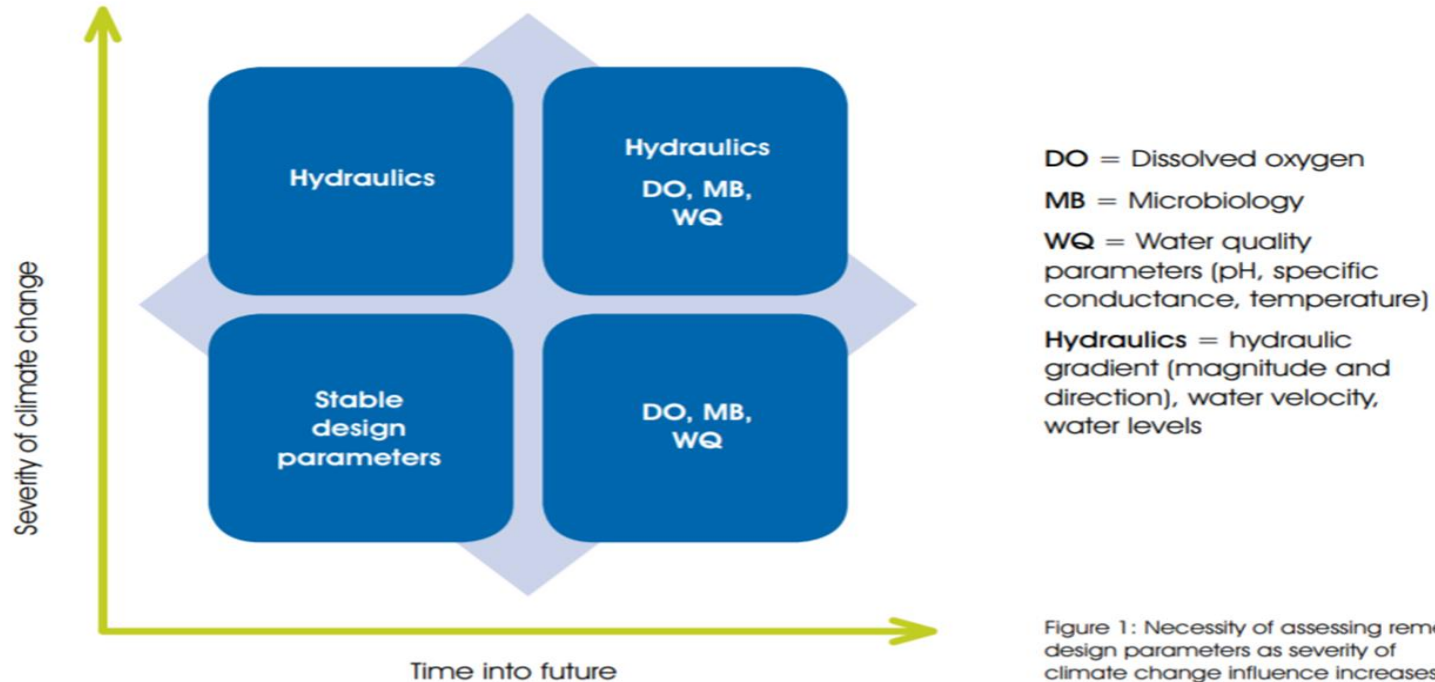 Severity of climate change
Hydraulics
Hydraulics
DO, MB,
WQ
Stable
design
parameters
DO, MB,
WQ
Time into future
DO = Dissolved oxygen
MB = Microbiology
WQ = Water quality
parameters (pH, specific
conductance, temperature)
Hydraulics = hydraulic
gradient (magnitude and
direction), water velocity,
water levels
Figure 1: Necessity of assessing
design parameters as severity of
climate change influence increases